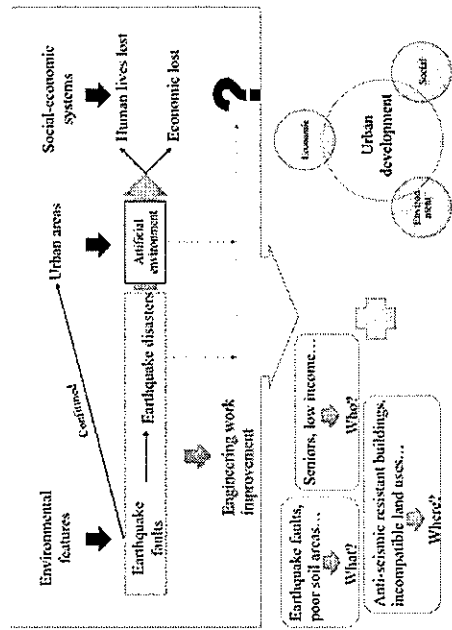 Environmental
features
Urban areas
Social-economic
systems
Confirmed
Earthquake
faults
Earthquake disasters
Artificial
environment
Human lives lost
Economic lost
Engineering work
improvement
?
Earthquake faults,
poor soil areas…
What?
Seniors, low income…
Who?
Anti-seismic resistant buildings,
incompatible land uses…
Where?
Economic
Urban
development
Social